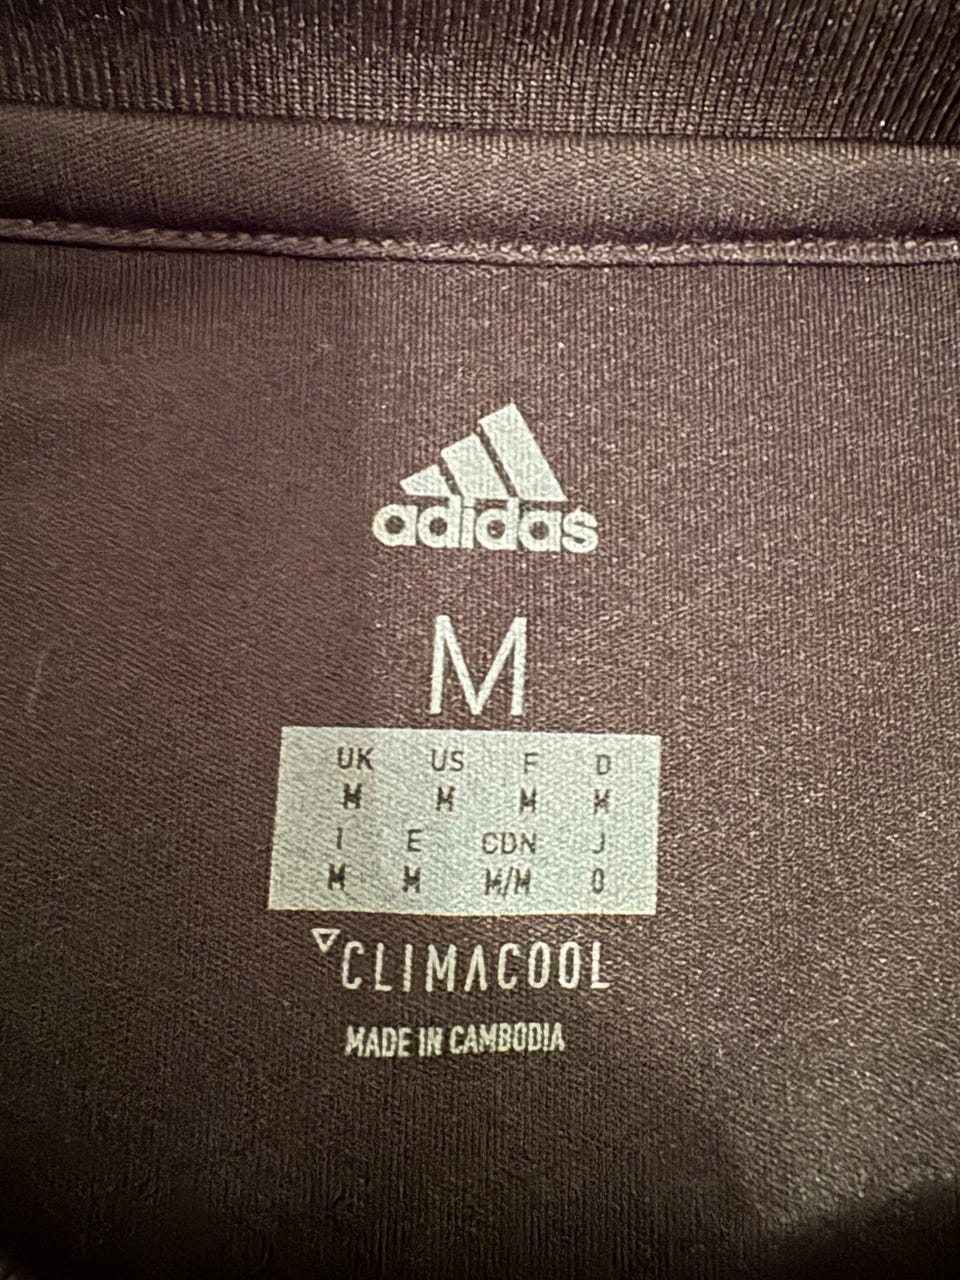 adidas
M
UK US F D
M M M M
I E CDN J
M M M/M O
CLIMACOOL
MADE IN CAMBODIA